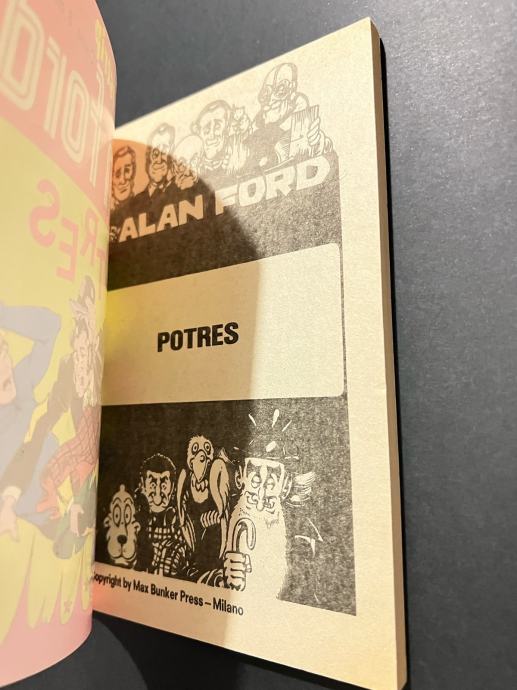 ALAN FORD
POTRES
Copyright by Max Bunker Press – Milano